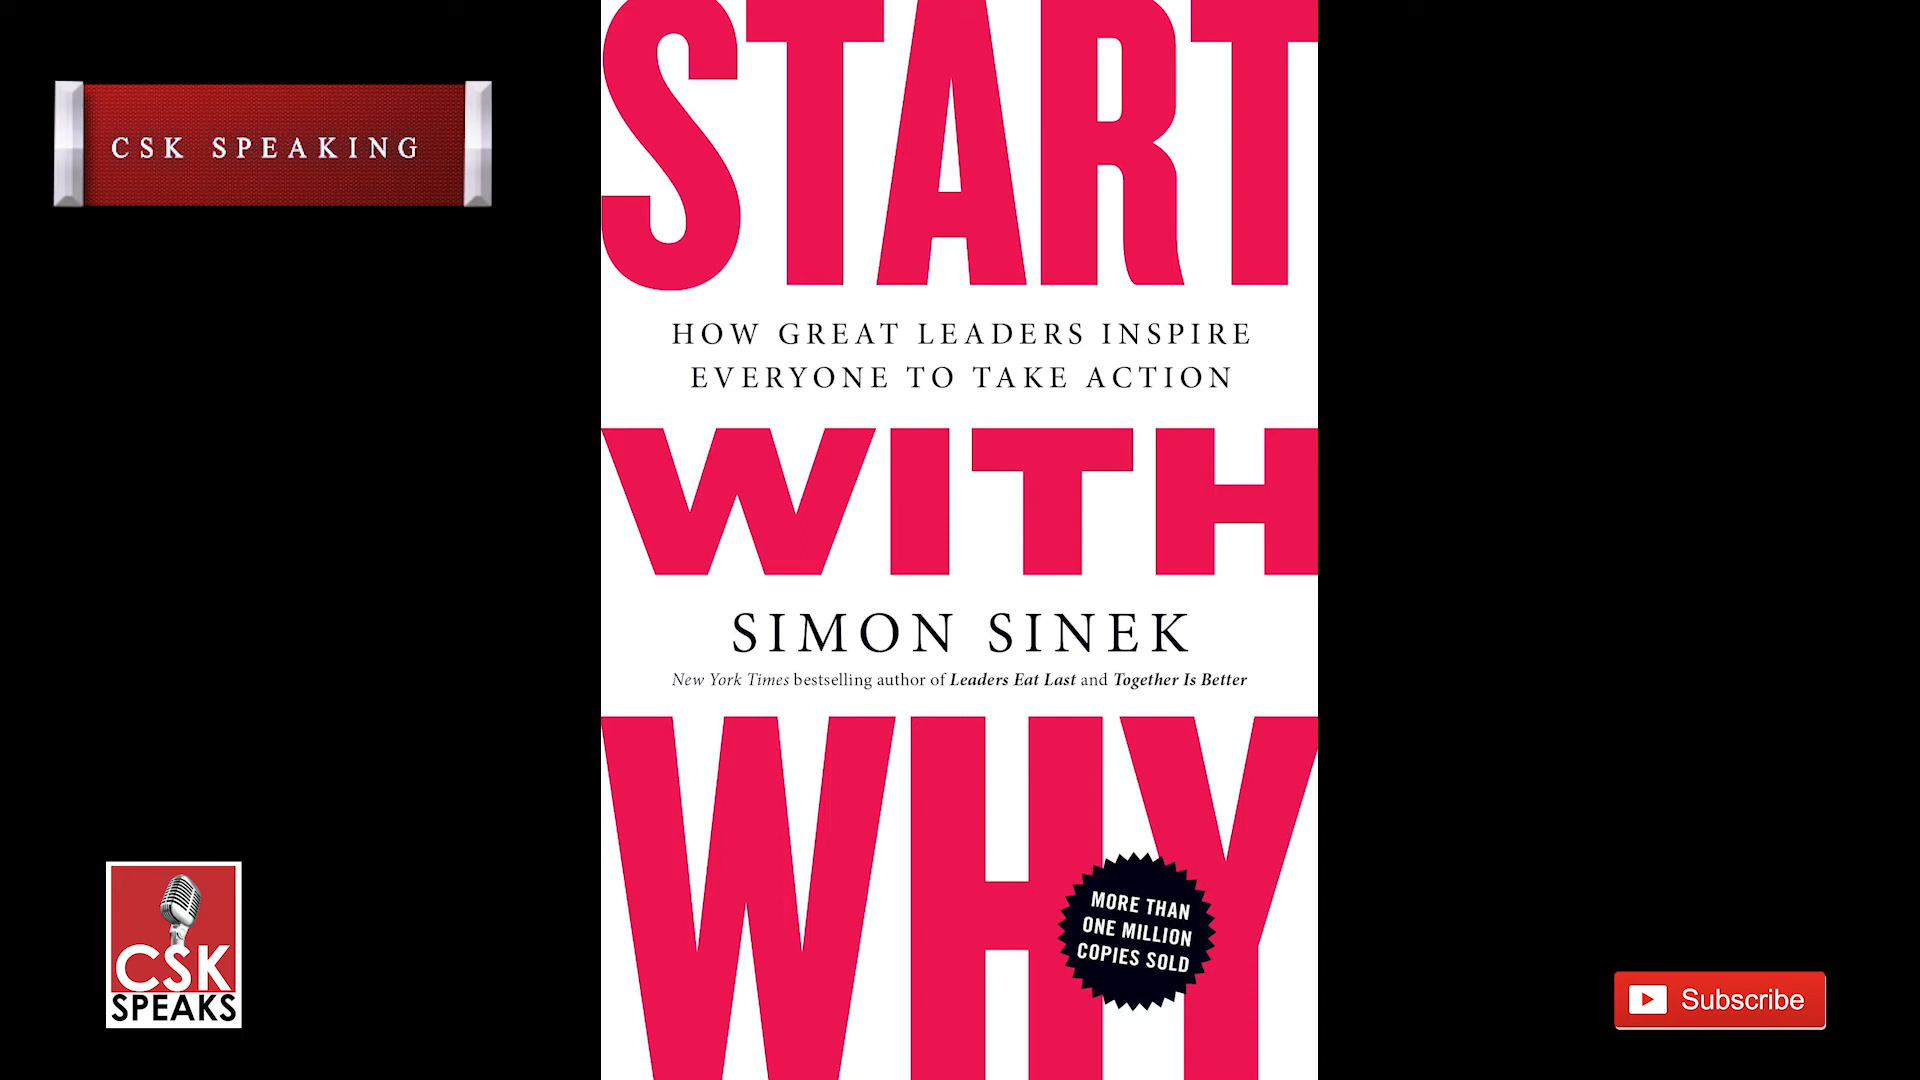 CSK SPEAKING
START
HOW GREAT LEADERS INSPIRE
EVERYONE TO TAKE ACTION
WITH
SIMON SINEK
New York Times bestselling author of Leaders Eat Last and Together Is Better
WHY
MORE THAN
ONE MILLION
COPIES SOLD
CSK
SPEAKS
Subscribe